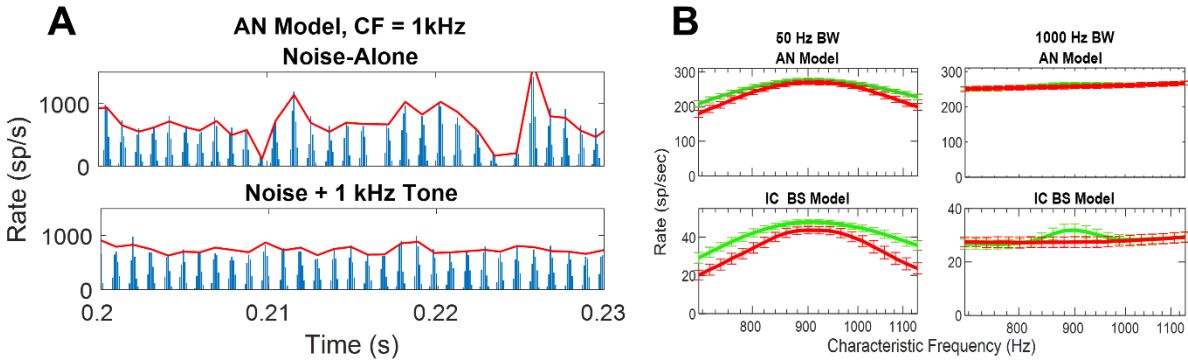 A
AN Model, CF = 1kHz
Noise-Alone
1000
0
Noise + 1 kHz Tone
1000
0
0.2 0.21 0.22 0.23
Time (s)
Rate (sp/s)
B
50 Hz BW
AN Model
300
200
100
0
1000 Hz BW
AN Model
300
200
100
0
IC BS Model
40
20
0
800 900 1000 1100
IC BS Model
40
20
0
800 900 1000 1100
Rate (sp/sec)
Characteristic Frequency (Hz)